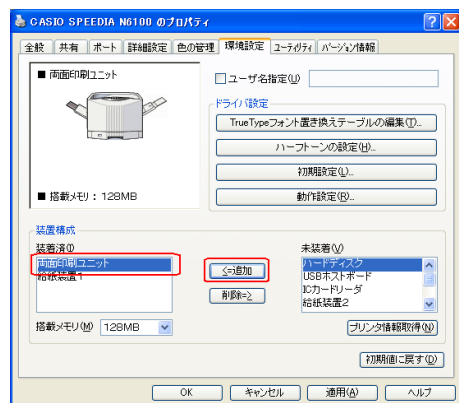 CASIO SPEEDIA N6100 のプロパティ
全般 共有 ポート 詳細設定 色の管理 環境設定 ユーティリティ バージョン情報
■ 両面印刷ユニット
■ 搭載メモリ : 128MB
ユーザ名指定(U)
ドライバ設定
TrueTypeフォント置き換えテーブルの編集(T)...
ハーフトーンの設定(H)...
初期設定(L)...
動作設定(R)...
装置構成
装着済(I)
両面印刷ユニット
給紙装置1
<=追加
削除=>
未装着(V)
ハードディスク
USBホストボード
ICカードリーダ
給紙装置2
搭載メモリ(M) 128MB
プリンタ情報取得(N)
初期値に戻す(D)
OK キャンセル 適用(A) ヘルプ